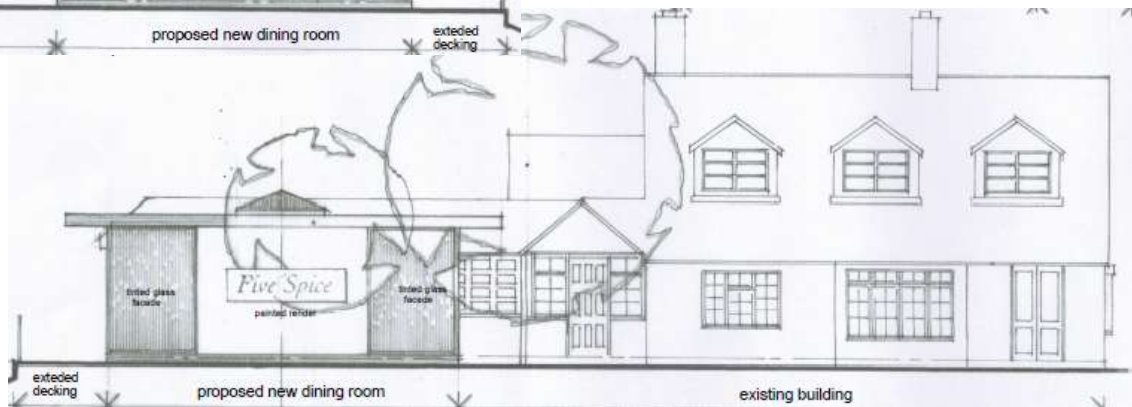 proposed new dining room
exteded
decking
Five Spice
tinted glass
facade
tinted glass
facade
painted render
exteded
decking
proposed new dining room
existing building